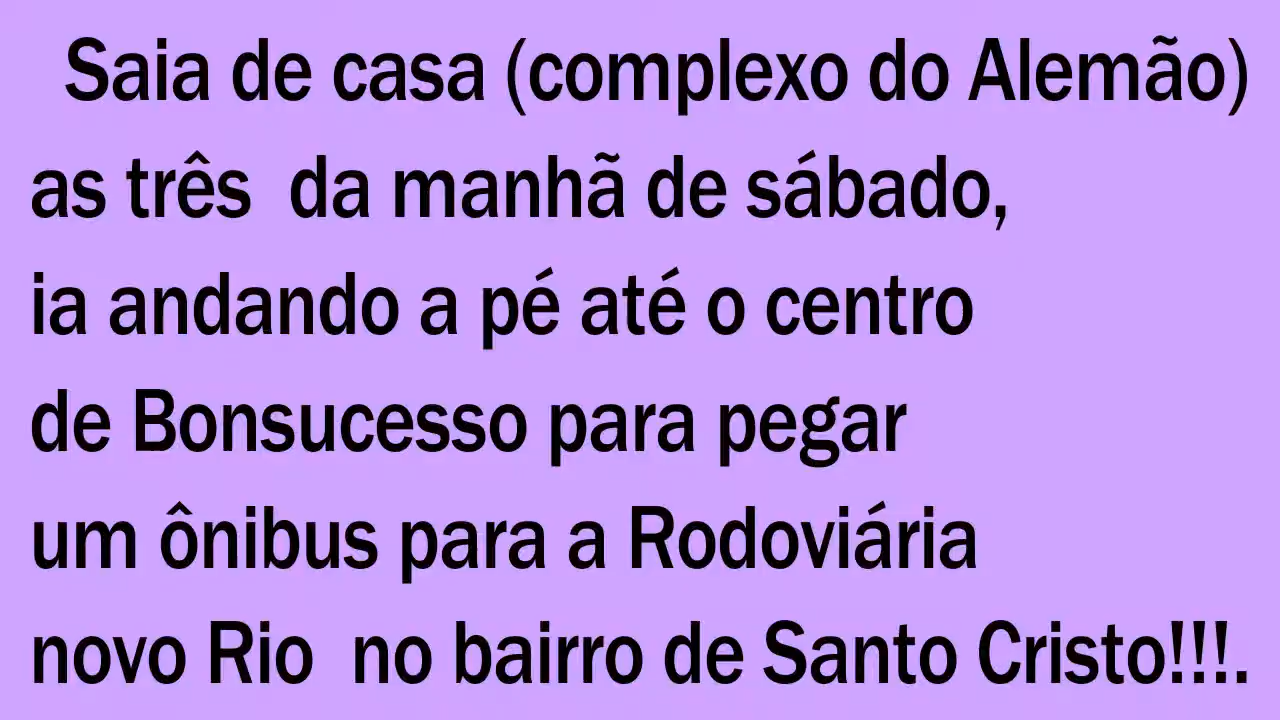 Saia de casa (complexo do Alemão)
as três da manhã de sábado,
ia andando a pé até o centro
de Bonsucesso para pegar
um ônibus para a Rodoviária
novo Rio no bairro de Santo Cristo!!!.